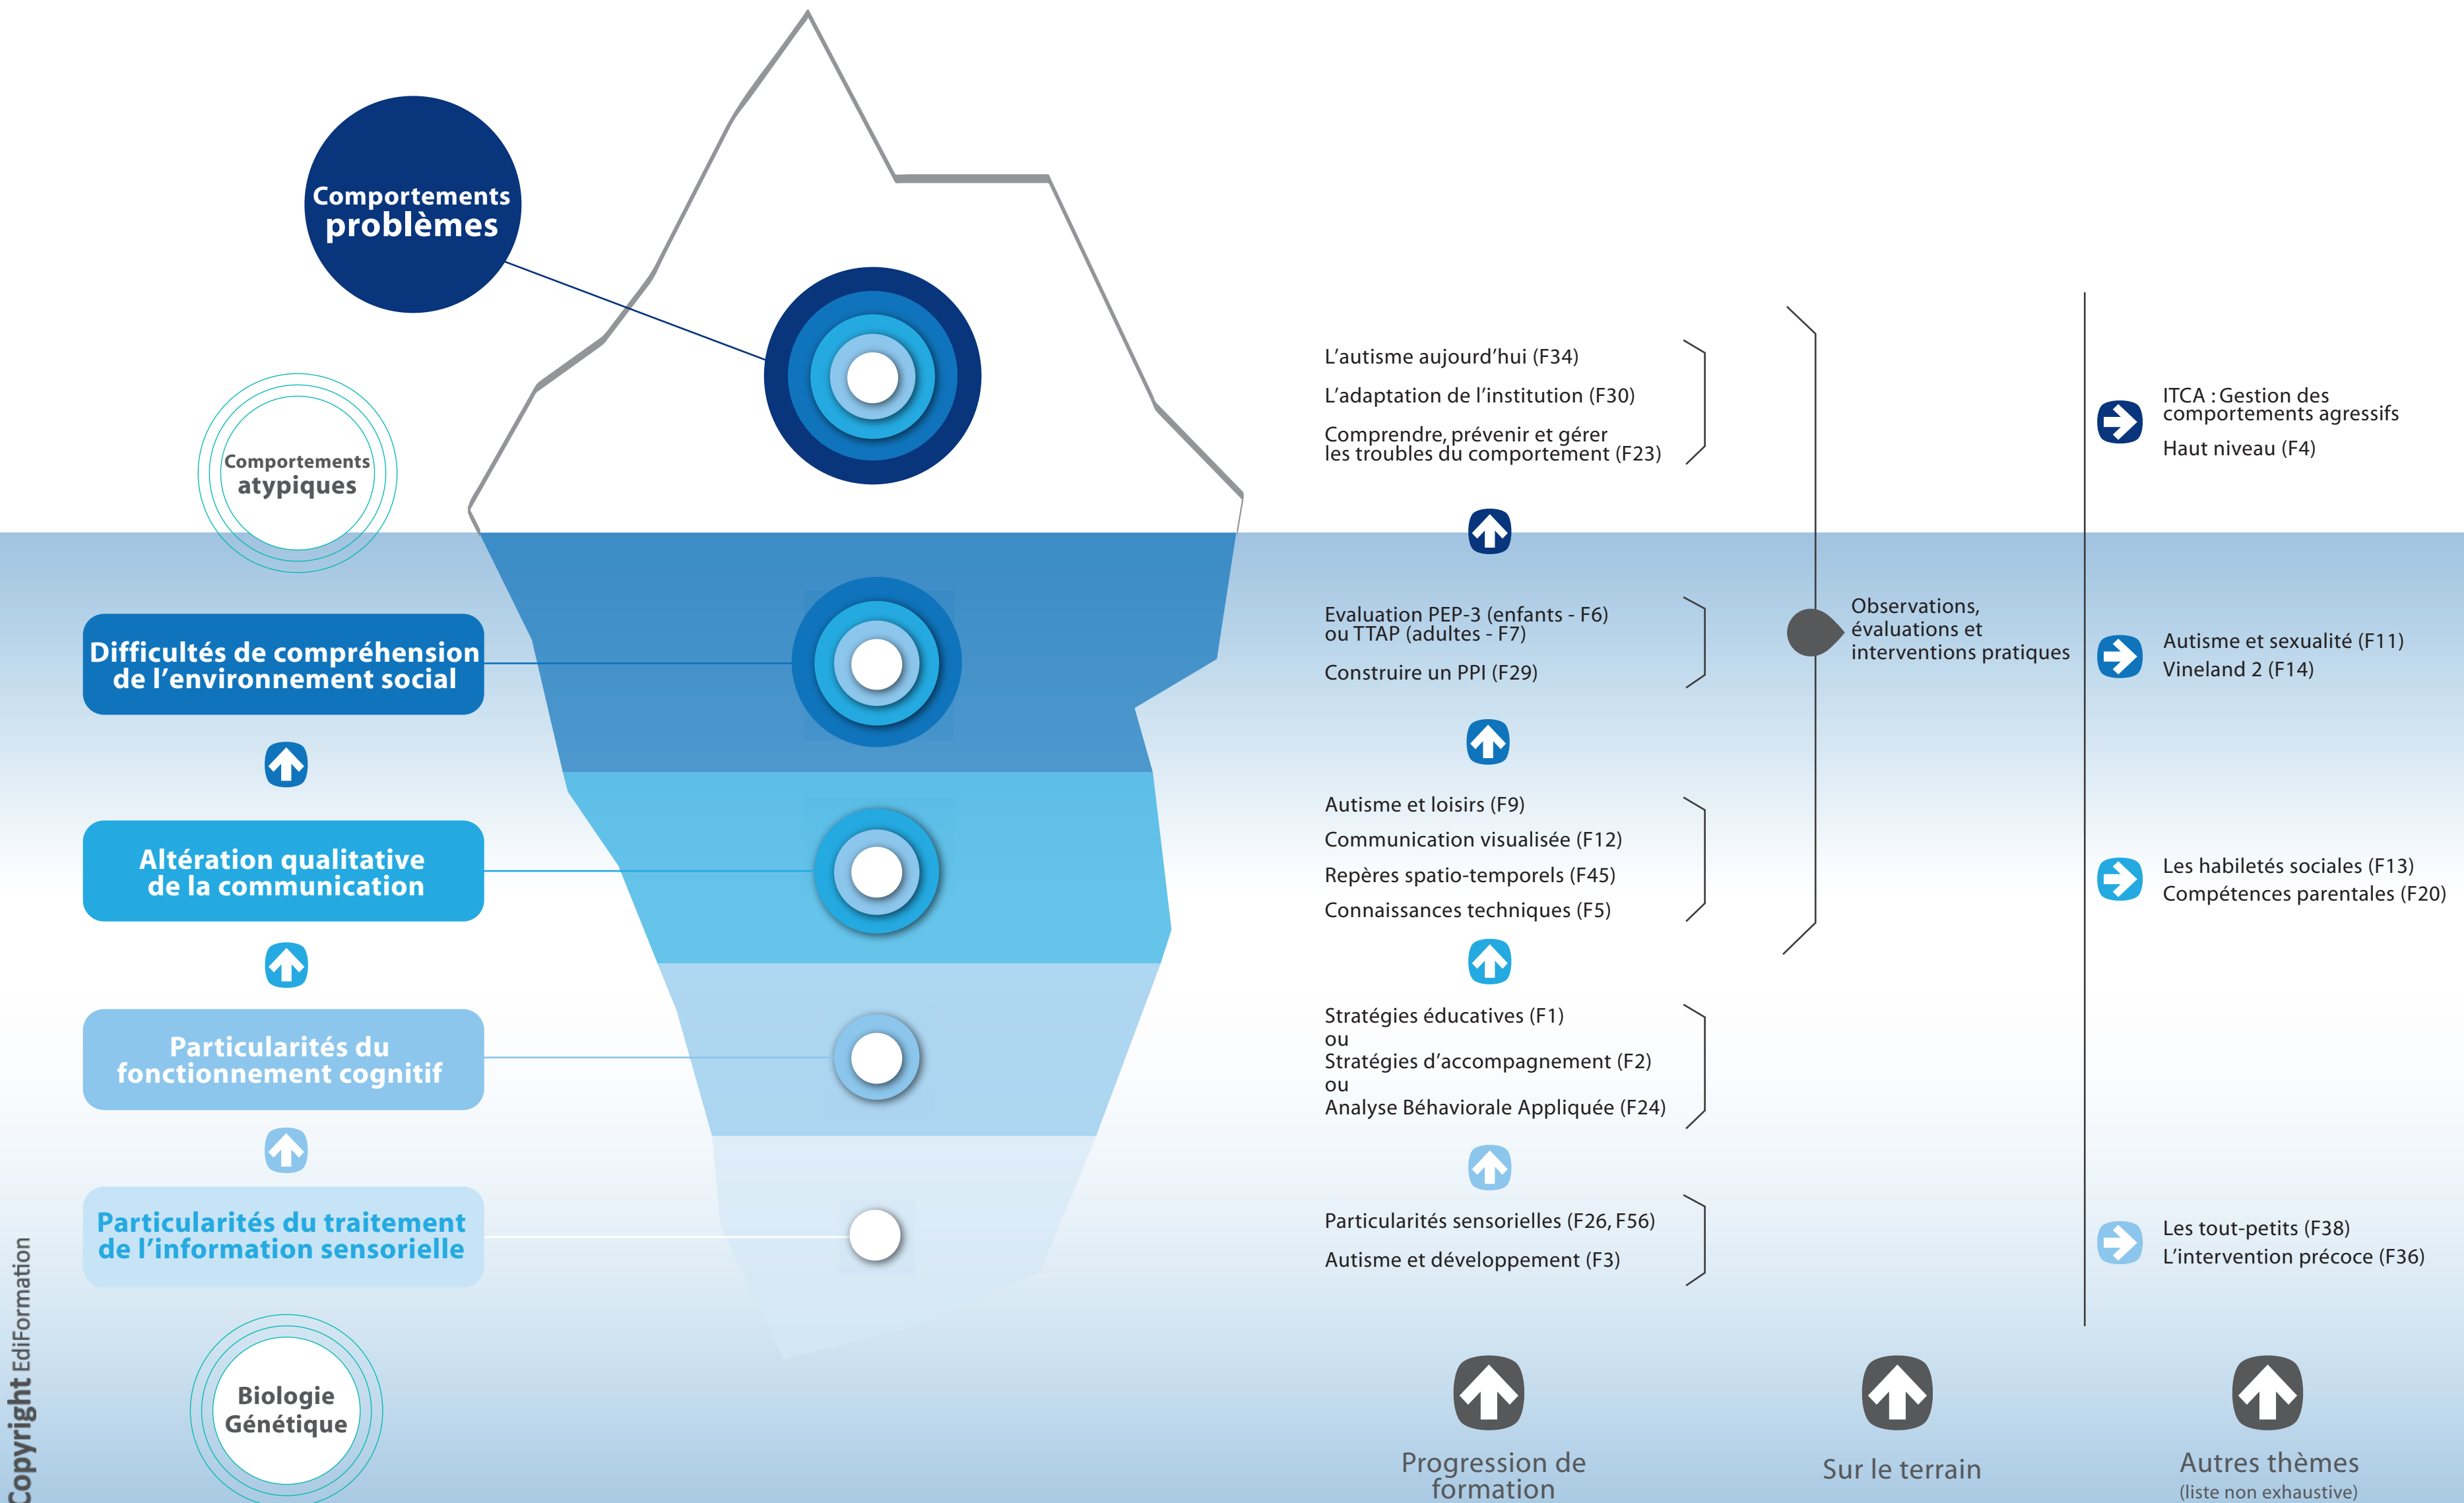 Comportements
problèmes
Comportements
atypiques
Difficultés de compréhension
de l'environnement social
Altération qualitative
de la communication
Particularités du
fonctionnement cognitif
Particularités du traitement
de l'information sensorielle
Biologie
Génétique
Copyright EdiFormation
L'autisme aujourd'hui (F34)
L'adaptation de l'institution (F30)
Comprendre, prévenir et gérer
les troubles du comportement (F23)
Evaluation PEP-3 (enfants - F6)
ou TTAP (adultes - F7)
Construire un PPI (F29)
Autisme et loisirs (F9)
Communication visualisée (F12)
Repères spatio-temporels (F45)
Connaissances techniques (F5)
Stratégies éducatives (F1)
ou
Stratégies d'accompagnement (F2)
ou
Analyse Béhaviorale Appliquée (F24)
Particularités sensorielles (F26, F56)
Autisme et développement (F3)
Progression de
formation
Observations,
évaluations et
interventions pratiques
Sur le terrain
ITCA : Gestion des
comportements agressifs
Haut niveau (F4)
Autisme et sexualité (F11)
Vineland 2 (F14)
Les habiletés sociales (F13)
Compétences parentales (F20)
Les tout-petits (F38)
L'intervention précoce (F36)
Autres thèmes
(liste non exhaustive)